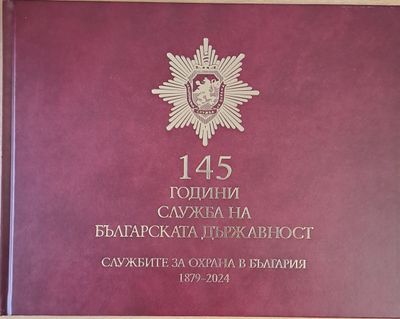 145
ГОДИНИ
СЛУЖБА НА
БЪЛГАРСКАТА ДЪРЖАВНОСТ
СЛУЖБИТЕ ЗА ОХРАНА В БЪЛГАРИЯ
1879–2024